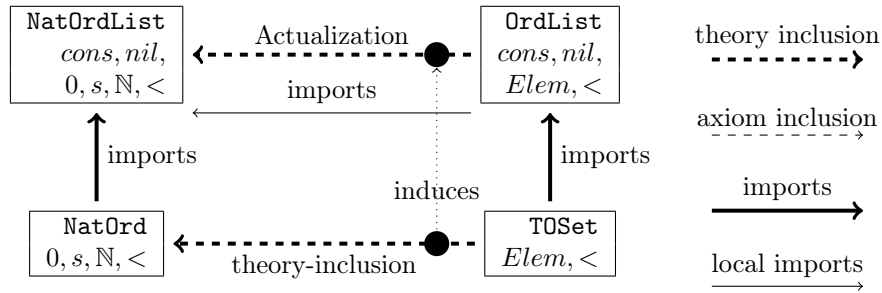 NatOrdList
cons, nil,
0, s, ℕ, <
Actualization
imports
OrdList
cons, nil,
Elem, <
theory inclusion
axiom inclusion
imports
imports
induces
imports
NatOrd
0, s, ℕ, <
theory-inclusion
TOSet
Elem, <
local imports